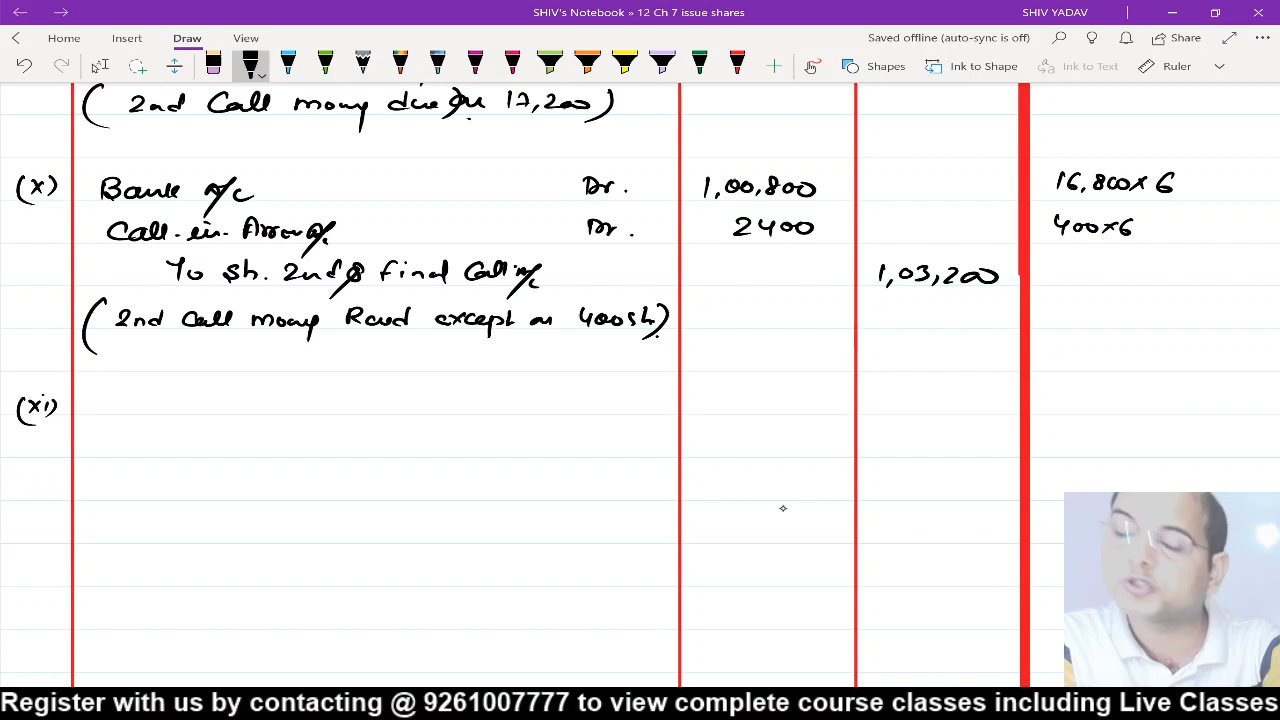 SHIV's Notebook » 12 Ch 7 issue shares
SHIV YADAV
Home Insert Draw View
Saved offline (auto-sync is off)
Share
Shapes
Ink to Shape
Ink to Text
Ruler
( 2nd Call money due on 17,200 )
(x) Bank A/c Dr. 1,00,800 16,800×6
Call-in-Arrear A/c Dr. 2400 400×6
To Sh. 2nd & Final Call A/c 1,03,200
( 2nd Call money Recvd except on 400 sh )
(xi)
Register with us by contacting @ 9261007777 to view complete course classes including Live Classes